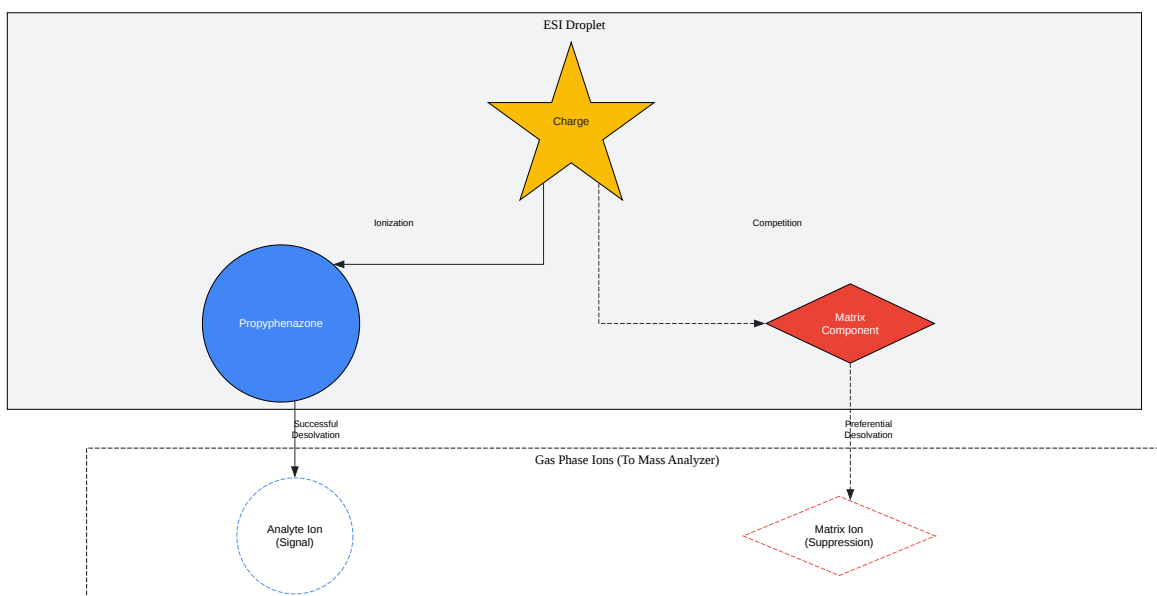 ESI Droplet
Charge
Ionization
Competition
Propyphenazone
Matrix
Component
Successful
Desolvation
Preferential
Desolvation
Gas Phase Ions (To Mass Analyzer)
Analyte Ion
(Signal)
Matrix Ion
(Suppression)